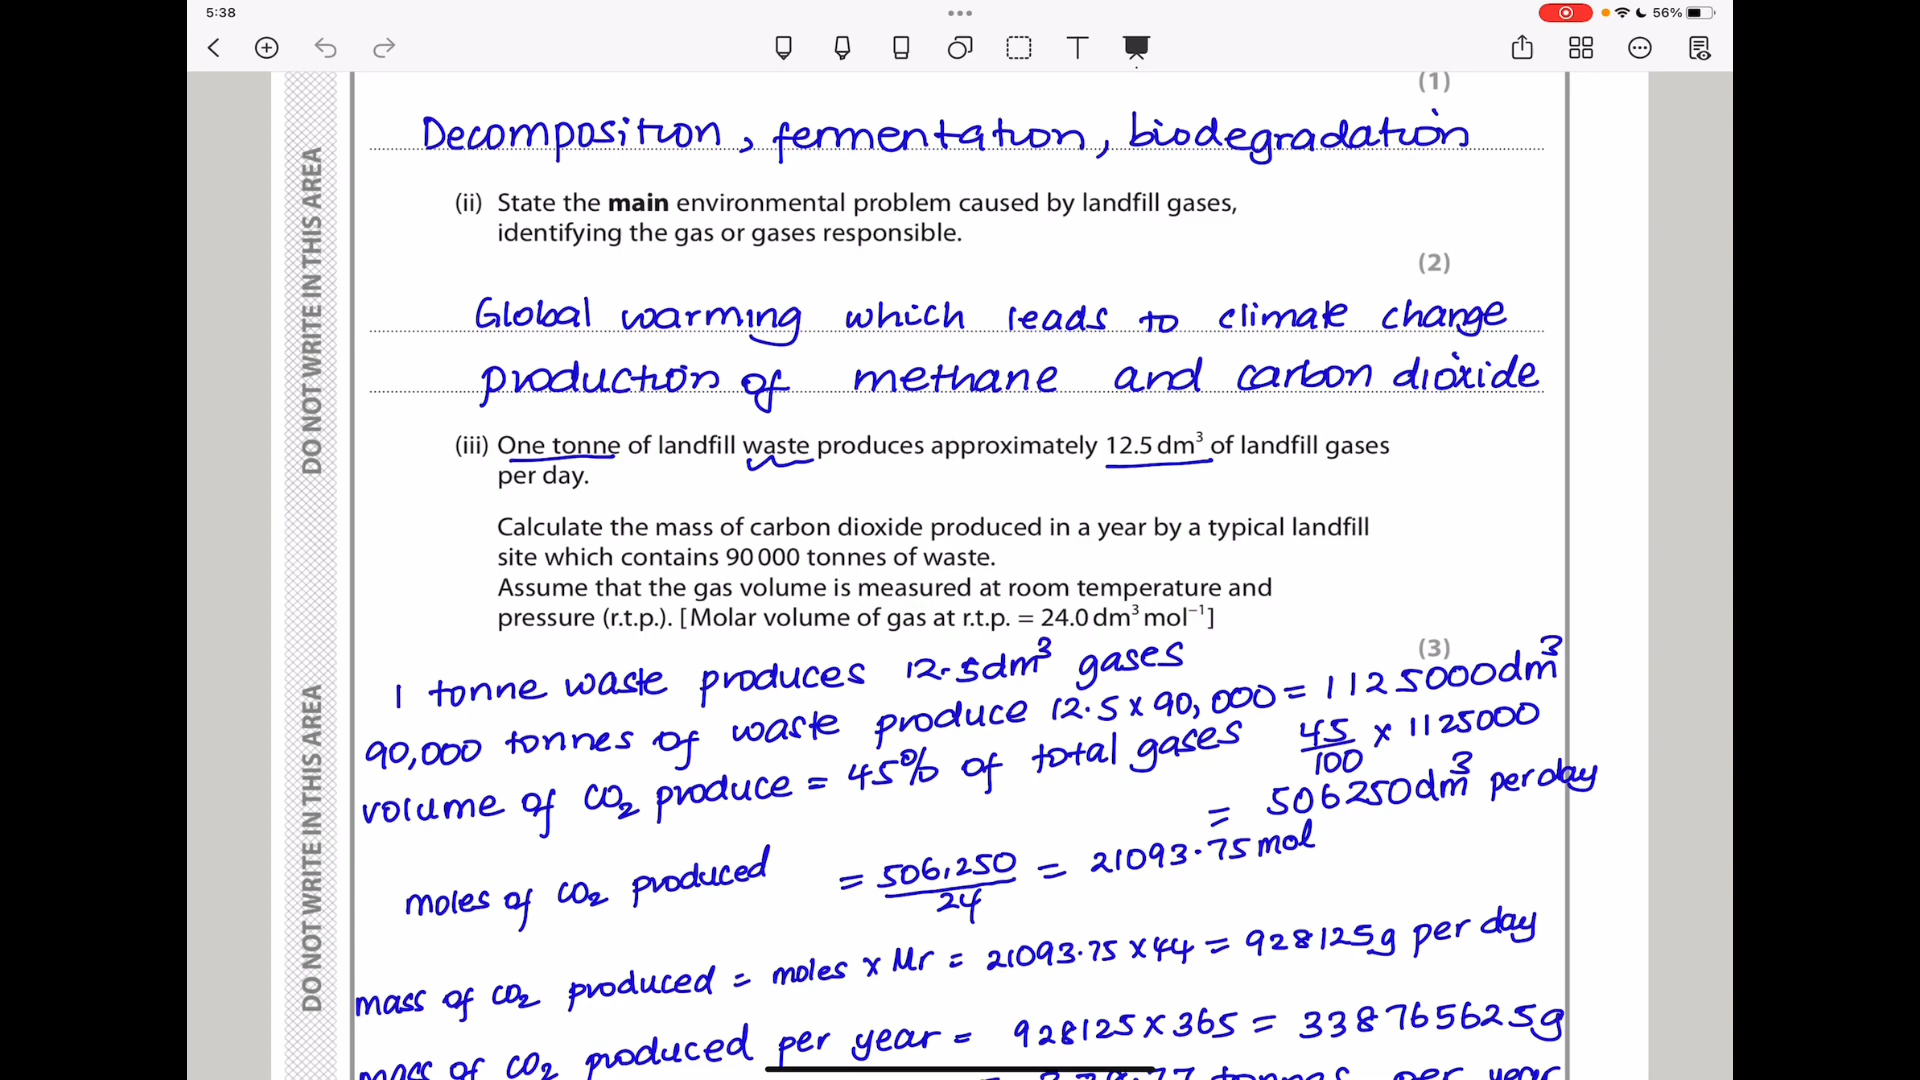 5:38
56%
(1)
Decomposition, fermentation, biodegradation
(ii) State the main environmental problem caused by landfill gases,
identifying the gas or gases responsible.
(2)
Global warming which leads to climate change
production of methane and carbon dioxide
(iii) One tonne of landfill waste produces approximately 12.5 dm³ of landfill gases
per day.
Calculate the mass of carbon dioxide produced in a year by a typical landfill
site which contains 90 000 tonnes of waste.
Assume that the gas volume is measured at room temperature and
pressure (r.t.p.). [Molar volume of gas at r.t.p. = 24.0 dm³ mol⁻¹]
(3)
1 tonne waste produces 12.5dm³ gases
90,000 tonnes of waste produce 12.5 x 90,000 = 1125000dm³
volume of CO₂ produce = 45% of total gases 45/100 x 1125000
= 506250dm³ per day
moles of CO₂ produced = 506,250/24 = 21093.75 mol
mass of CO₂ produced = moles x Mr = 21093.75 x 44 = 928125g per day
mass of CO₂ produced per year = 928125 x 365 = 338765625g
tonnes per year
DO NOT WRITE IN THIS AREA
DO NOT WRITE IN THIS AREA